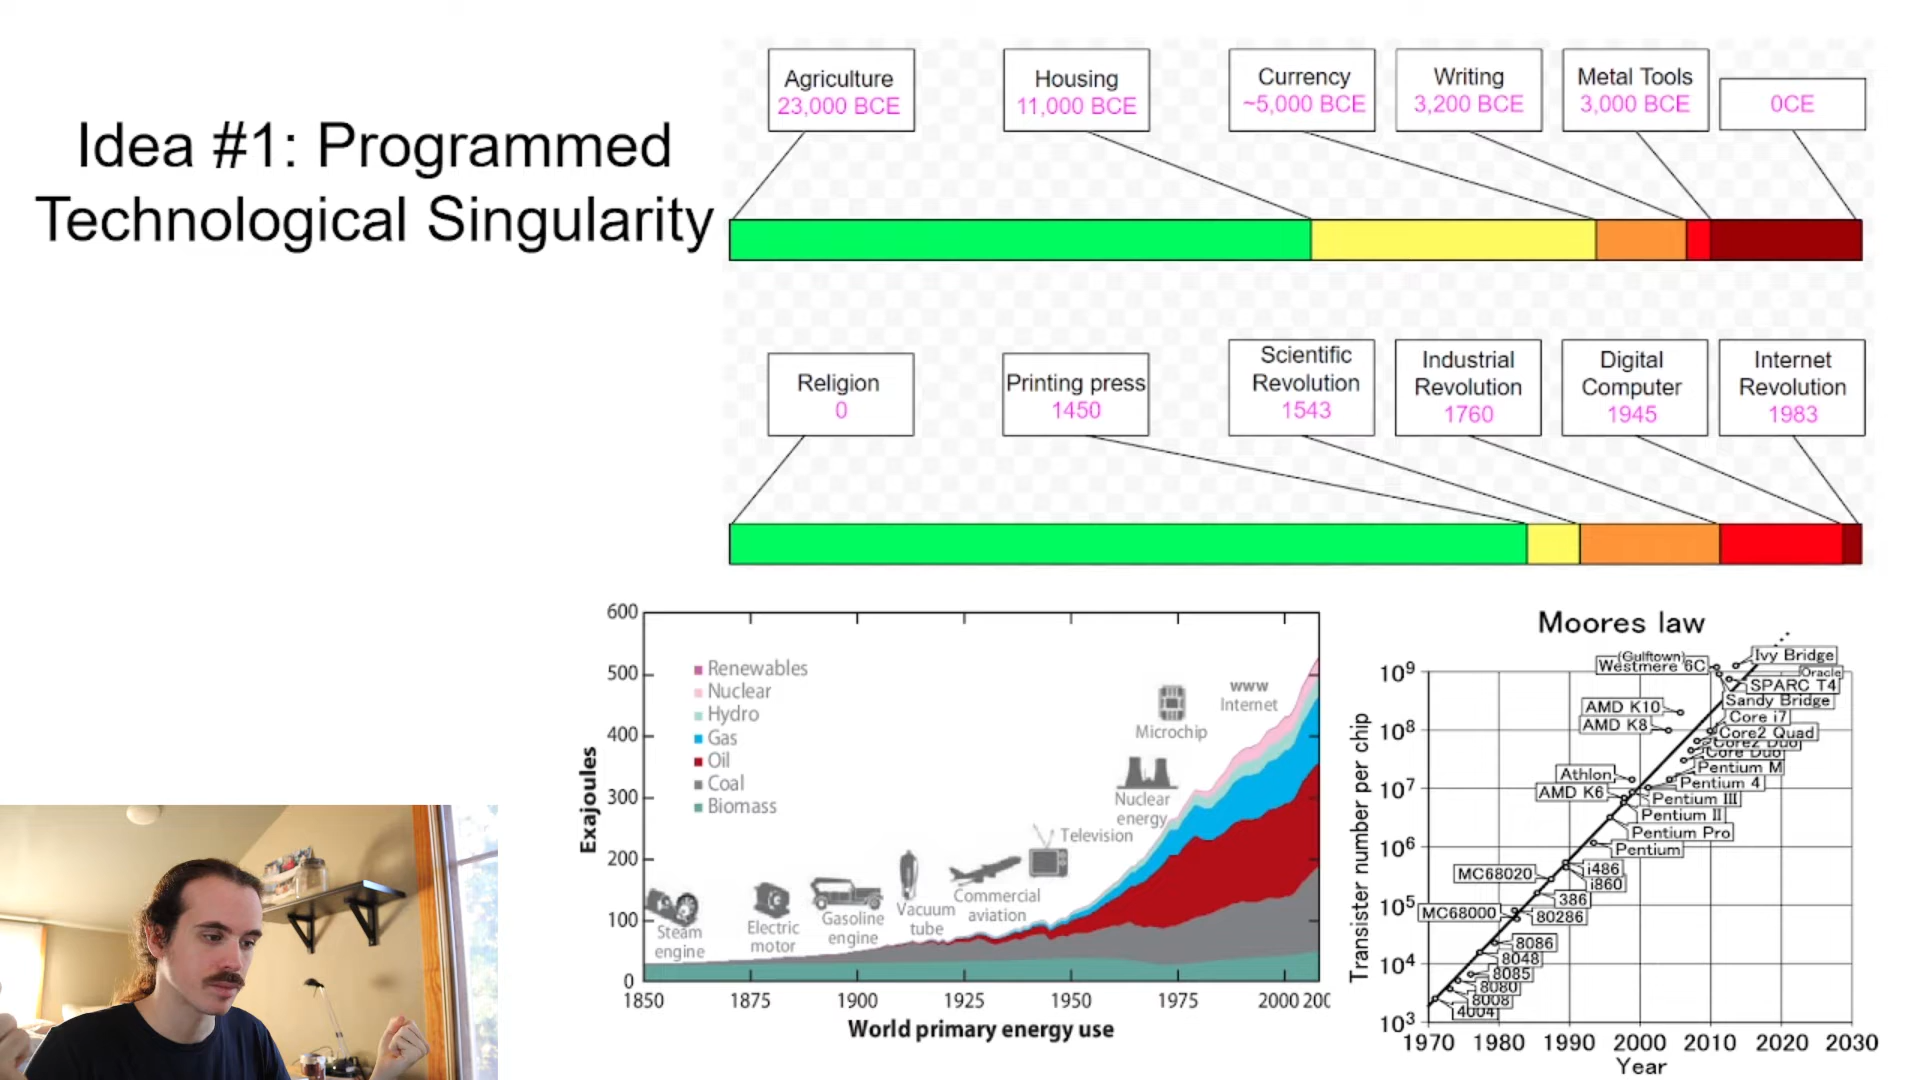 Idea #1: Programmed
Technological Singularity
Agriculture
23,000 BCE
Housing
11,000 BCE
Currency
~5,000 BCE
Writing
3,200 BCE
Metal Tools
3,000 BCE
0CE
Religion
0
Printing press
1450
Scientific
Revolution
1543
Industrial
Revolution
1760
Digital
Computer
1945
Internet
Revolution
1983
600
500
400
300
200
100
0
Exajoules
Renewables
Nuclear
Hydro
Gas
Oil
Coal
Biomass
Steam
engine
Electric
motor
Gasoline
engine
Vacuum
tube
Commercial
aviation
Television
Nuclear
energy
Microchip
www
Internet
1850
1875
1900
1925
1950
1975
2000
200
World primary energy use
Moores law
Transister number per chip
10⁹
10⁸
10⁷
10⁶
10⁵
10⁴
10³
(Gulftown)
Westmere 6C
Ivy Bridge
Oracle
SPARC T4
Sandy Bridge
AMD K10
Core i7
AMD K8
Core2 Quad
Core2 Duo
Core Duo
Pentium M
Athlon
Pentium 4
AMD K6
Pentium III
Pentium II
Pentium Pro
Pentium
MC68020
i486
i860
386
MC68000
80286
8086
8048
8085
8080
8008
4004
1970
1980
1990
2000
2010
2020
2030
Year